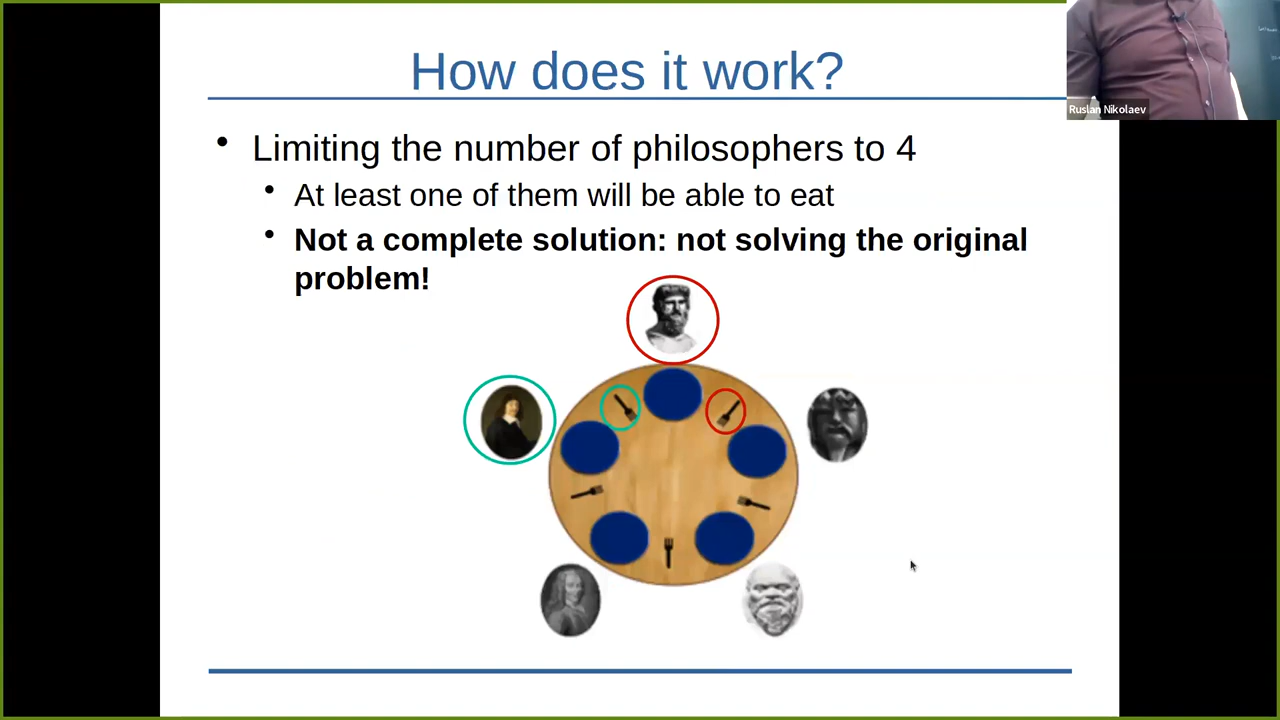 How does it work?
Ruslan Nikolaev
• Limiting the number of philosophers to 4
• At least one of them will be able to eat
• Not a complete solution: not solving the original
problem!